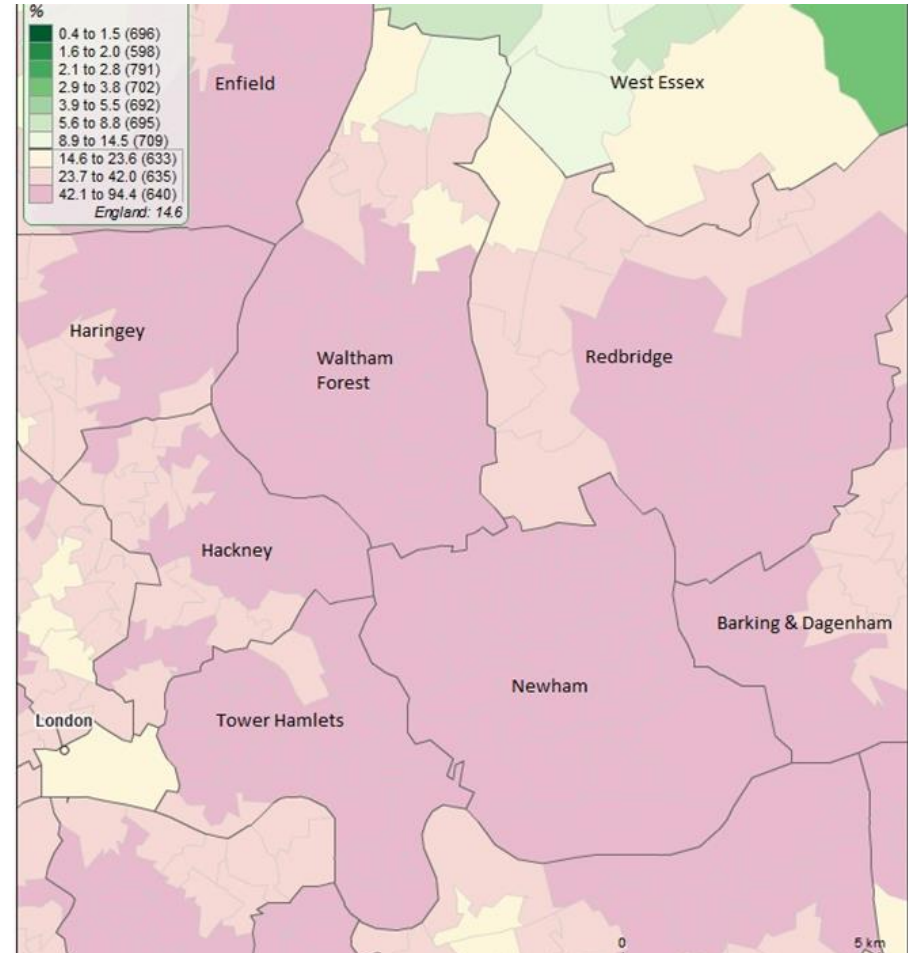 %
0.4 to 1.5 (696)
1.6 to 2.0 (598)
2.1 to 2.8 (791)
2.9 to 3.8 (702)
3.9 to 5.5 (692)
5.6 to 8.8 (695)
8.9 to 14.5 (709)
14.6 to 23.6 (633)
23.7 to 42.0 (635)
42.1 to 94.4 (640)
England: 14.6
Enfield
West Essex
Haringey
Waltham
Forest
Redbridge
Hackney
Barking & Dagenham
Newham
Tower Hamlets
London
0
5 km